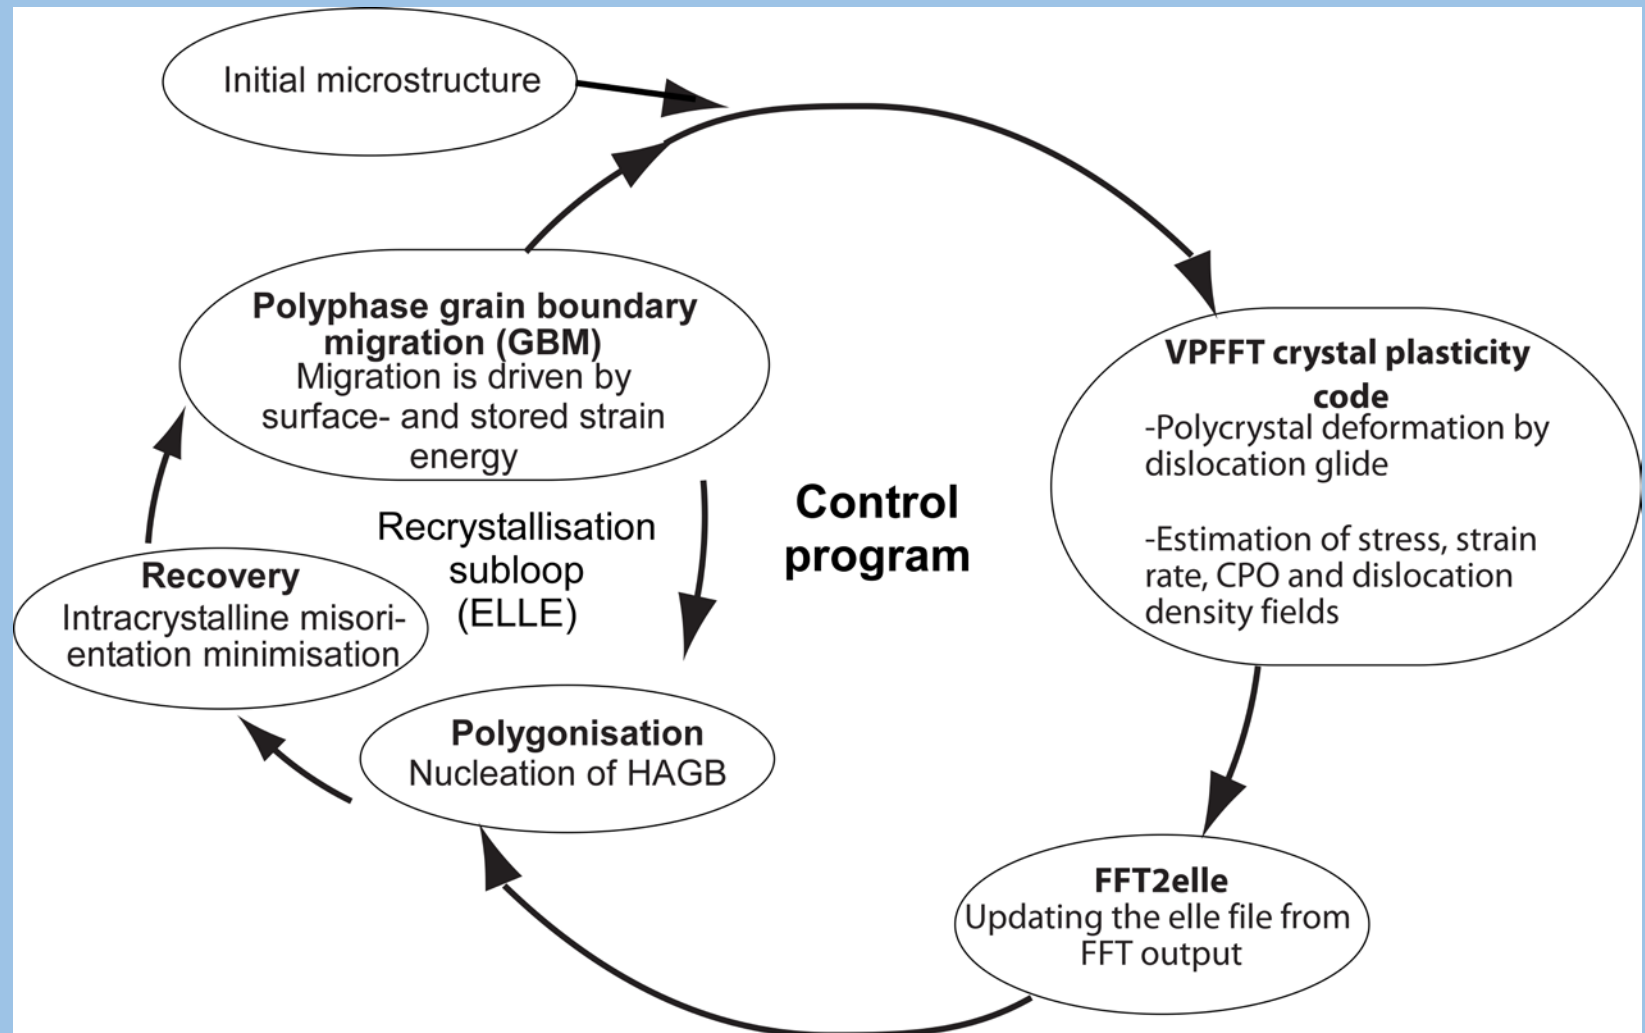 Initial microstructure
Polyphase grain boundary
migration (GBM)
Migration is driven by
surface- and stored strain
energy
VPFFT crystal plasticity
code
-Polycrystal deformation by
dislocation glide
-Estimation of stress, strain
rate, CPO and dislocation
density fields
Control
program
Recrystallisation
subloop
(ELLE)
Recovery
Intracrystalline misori-
entation minimisation
Polygonisation
Nucleation of HAGB
FFT2elle
Updating the elle file from
FFT output